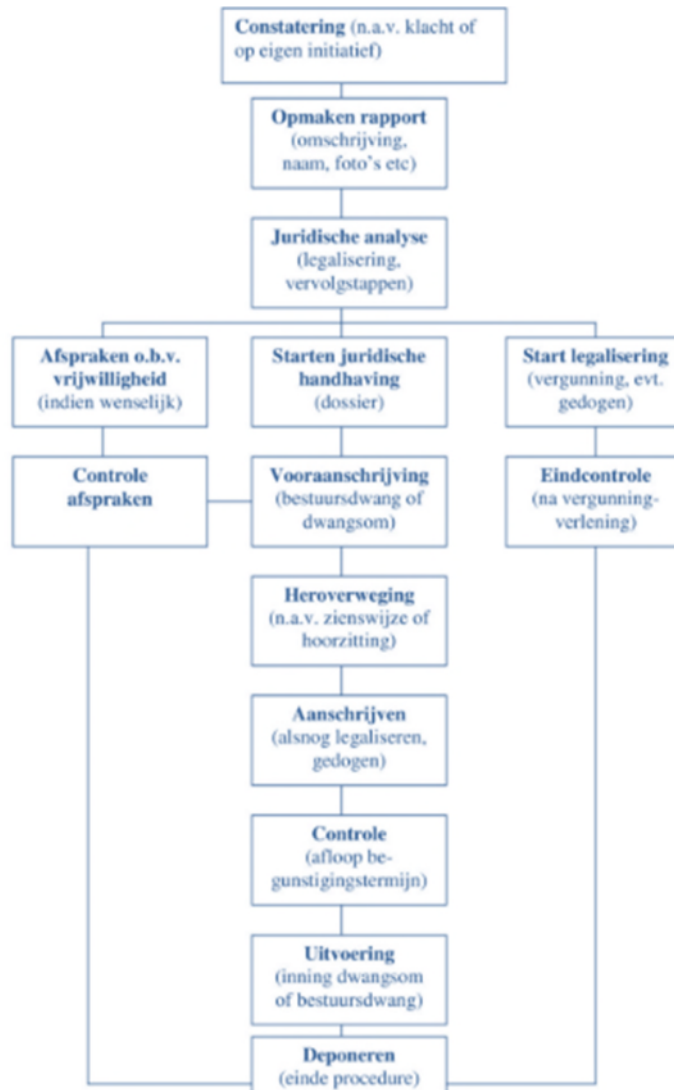 Constatering (n.a.v. klacht of
op eigen initiatief)
Opmaken rapport
(omschrijving,
naam, foto's etc)
Juridische analyse
(legalisering,
vervolgstappen)
Afspraken o.b.v.
vrijwilligheid
(indien wenselijk)
Starten juridische
handhaving
(dossier)
Start legalisering
(vergunning, evt.
gedogen)
Controle
afspraken
Vooraanschrijving
(bestuursdwang of
dwangsom)
Eindcontrole
(na vergunning-
verlening)
Heroverweging
(n.a.v. zienswijze of
hoorzitting)
Aanschrijven
(alsnog legaliseren,
gedogen)
Controle
(afloop be-
gunstigingstermijn)
Uitvoering
(inning dwangsom
of bestuursdwang)
Deponeren
(einde procedure)